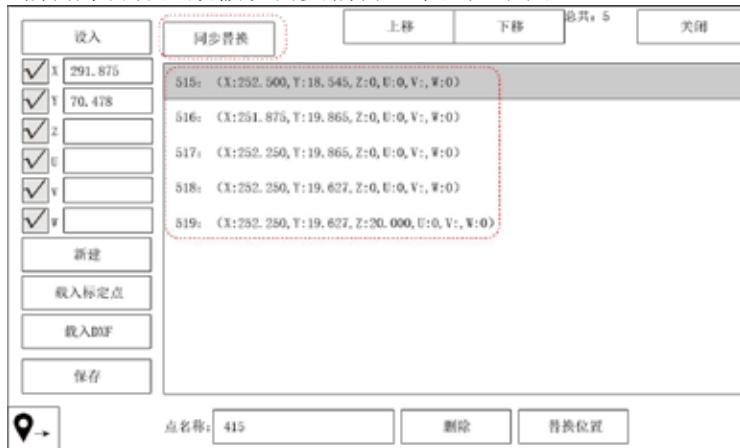 设入
同步替换
上移
下移
总共：5
关闭
X 291.875
Y 70.478
Z
U
V
W
515： (X:252.500,Y:18.545,Z:0,U:0,V:,W:0)
516： (X:251.875,Y:19.865,Z:0,U:0,V:,W:0)
517： (X:252.250,Y:19.865,Z:0,U:0,V:,W:0)
518： (X:252.250,Y:19.627,Z:0,U:0,V:,W:0)
519： (X:252.250,Y:19.627,Z:20.000,U:0,V:,W:0)
新建
载入标定点
载入DXF
保存
点名称： 415
删除
替换位置